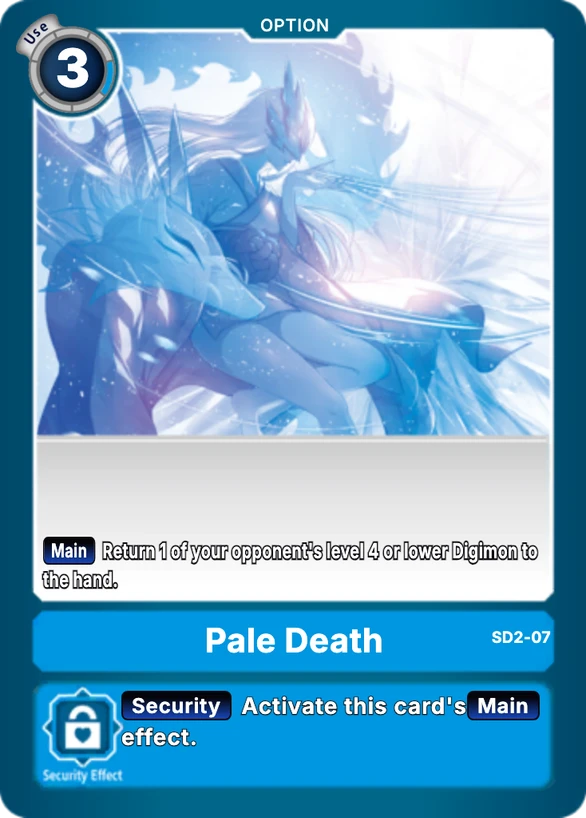 Use
3
OPTION
Main Return 1 of your opponent's level 4 or lower Digimon to
the hand.
Pale Death
SD2-07
Security Activate this card's Main
effect.
Security Effect